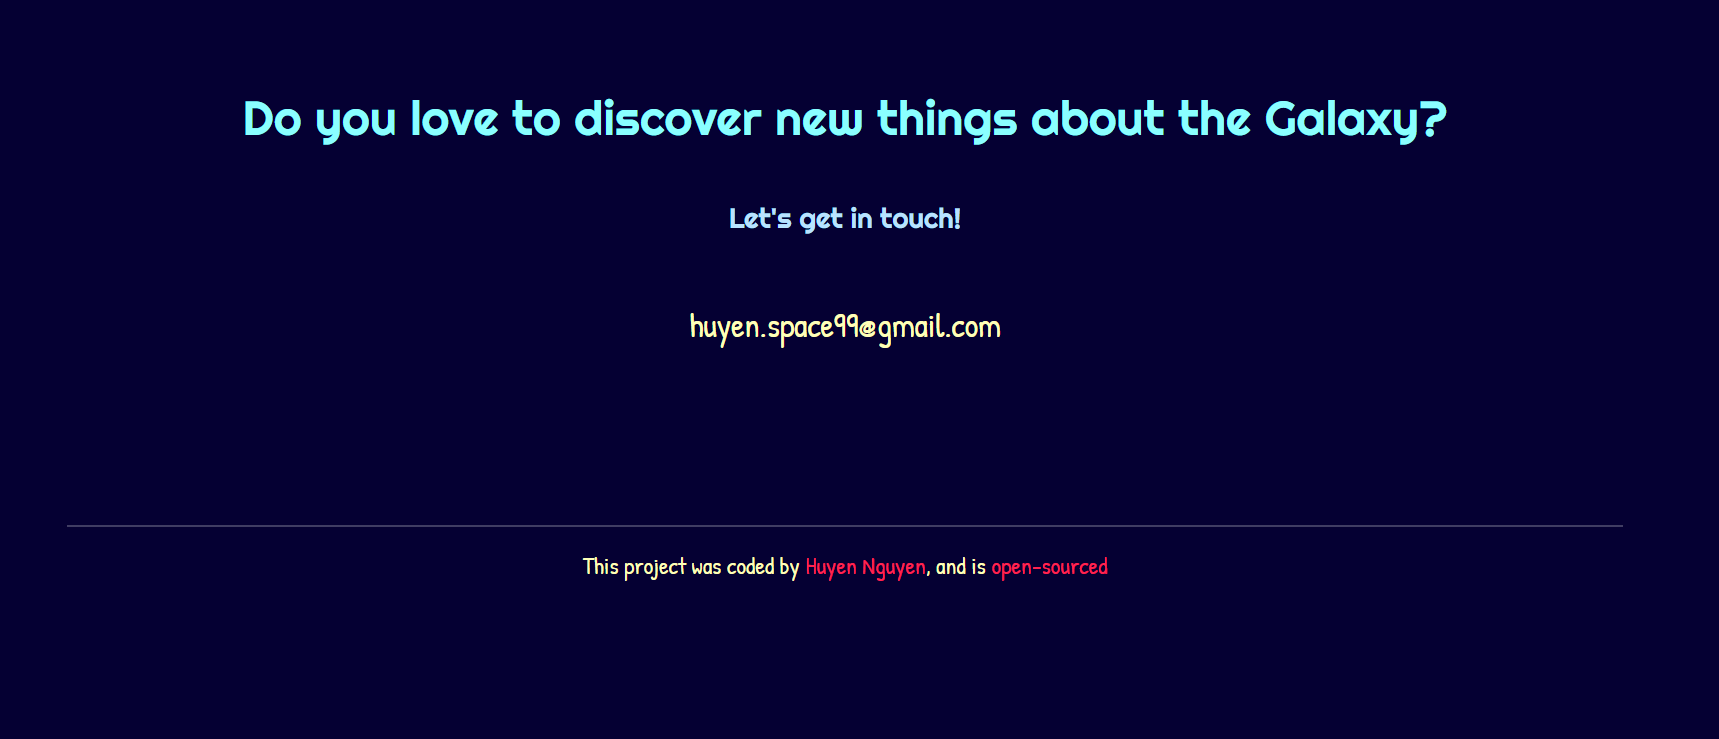 Do you love to discover new things about the Galaxy?
Let's get in touch!
huyen.space99@gmail.com
This project was coded by Huyen Nguyen, and is open-sourced